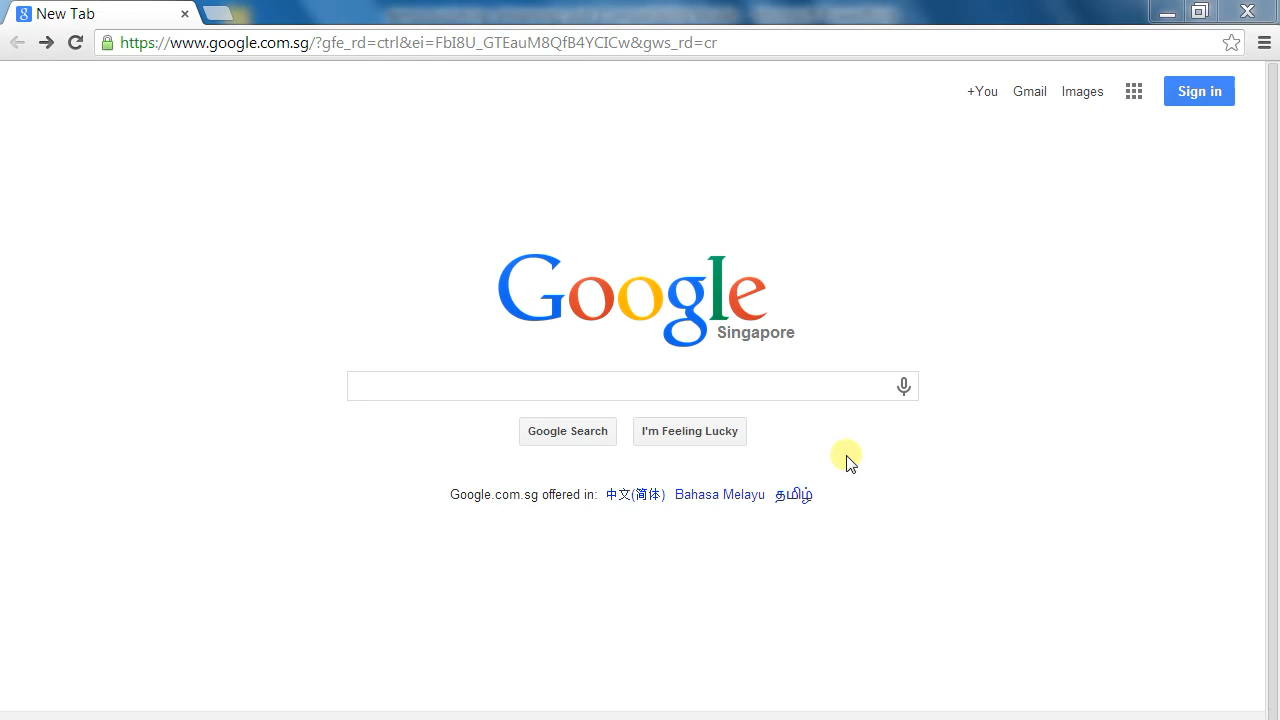 New Tab
https://www.google.com.sg/?gfe_rd=ctrl&ei=FbI8U_GTEauM8QfB4YCICw&gws_rd=cr
+You Gmail Images Sign in
Google
Singapore
Google Search I'm Feeling Lucky
Google.com.sg offered in: 中文(简体) Bahasa Melayu தமிழ்